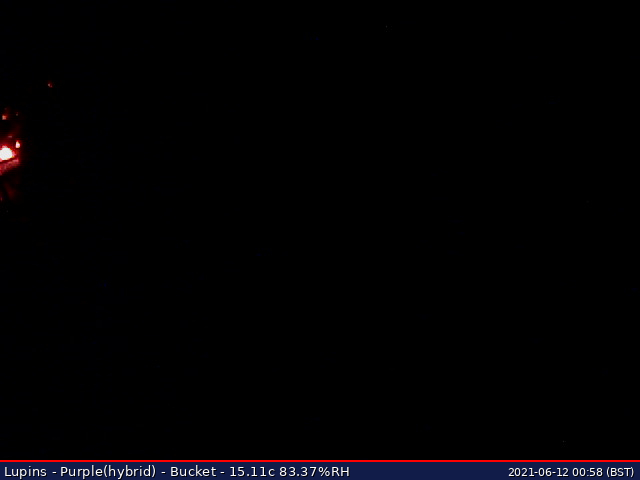 Lupins - Purple(hybrid) - Bucket - 15.11c 83.37%RH
2021-06-12 00:58 (BST)